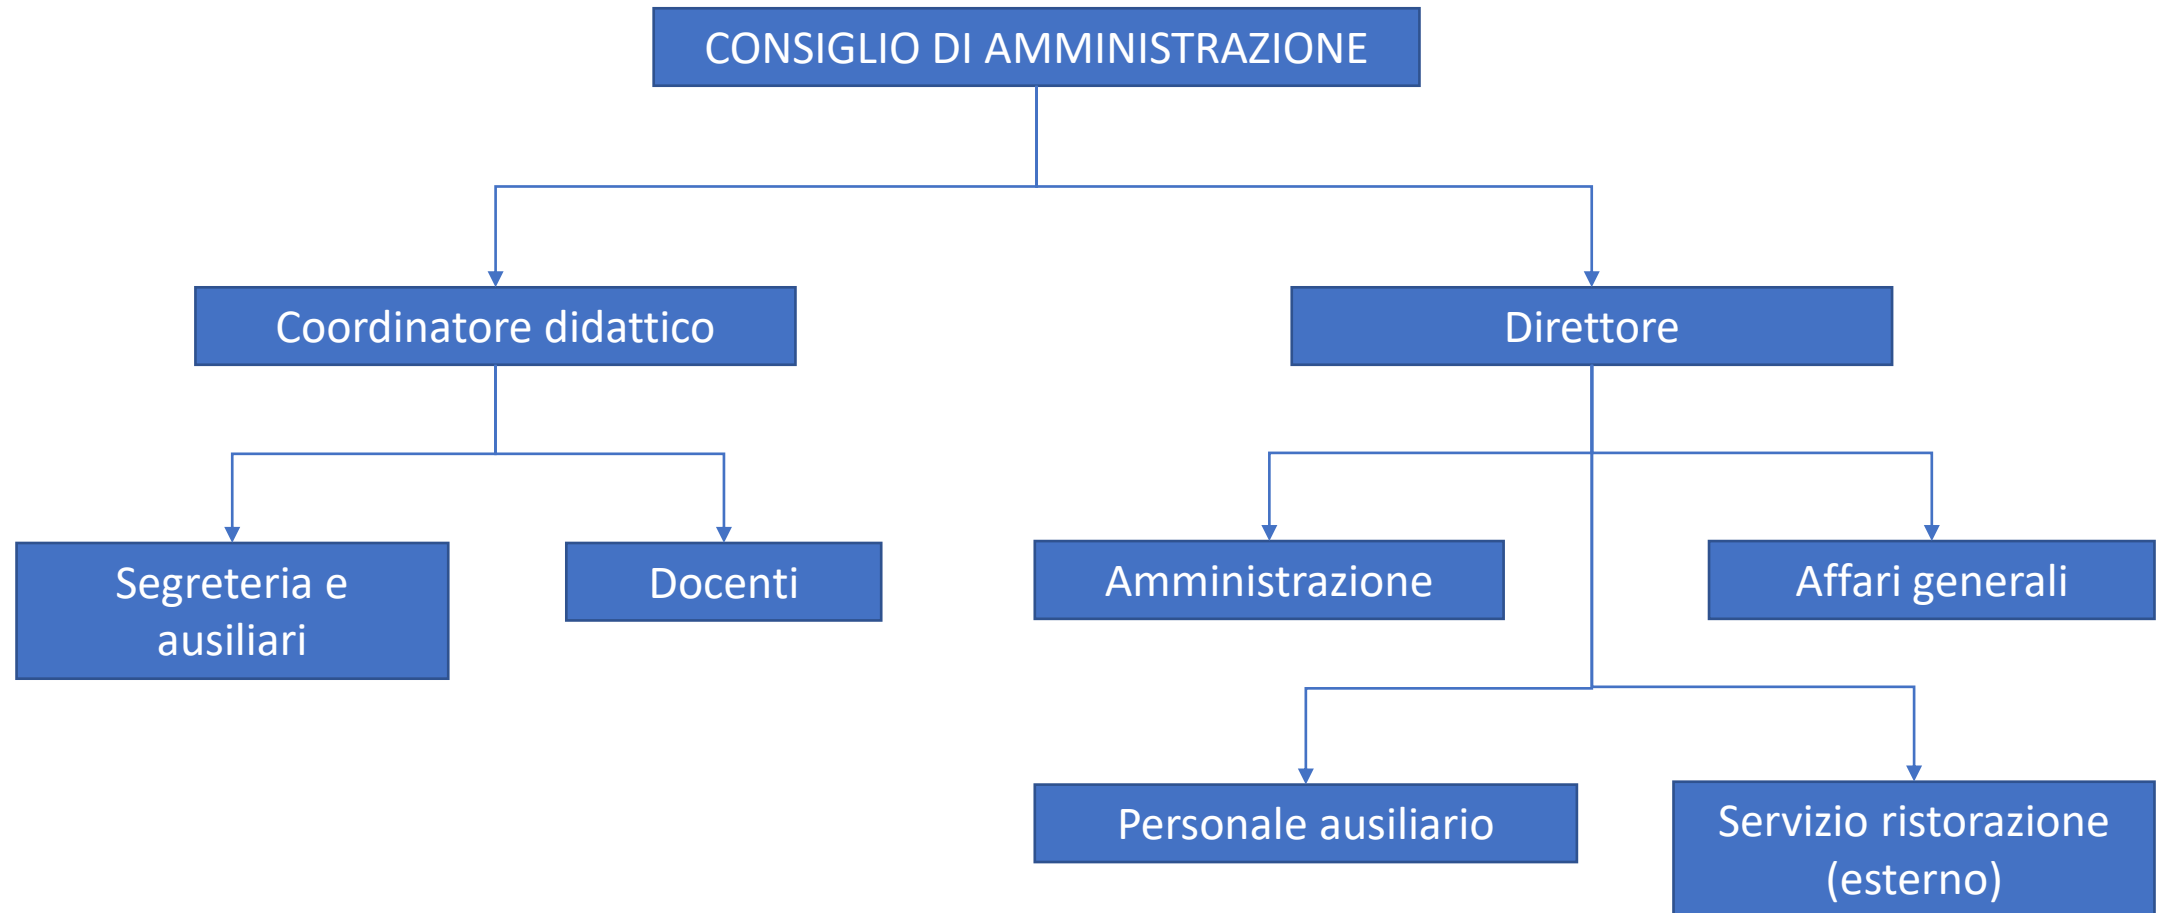 CONSIGLIO DI AMMINISTRAZIONE
Coordinatore didattico
Direttore
Segreteria e
ausiliari
Docenti
Amministrazione
Affari generali
Personale ausiliario
Servizio ristorazione
(esterno)